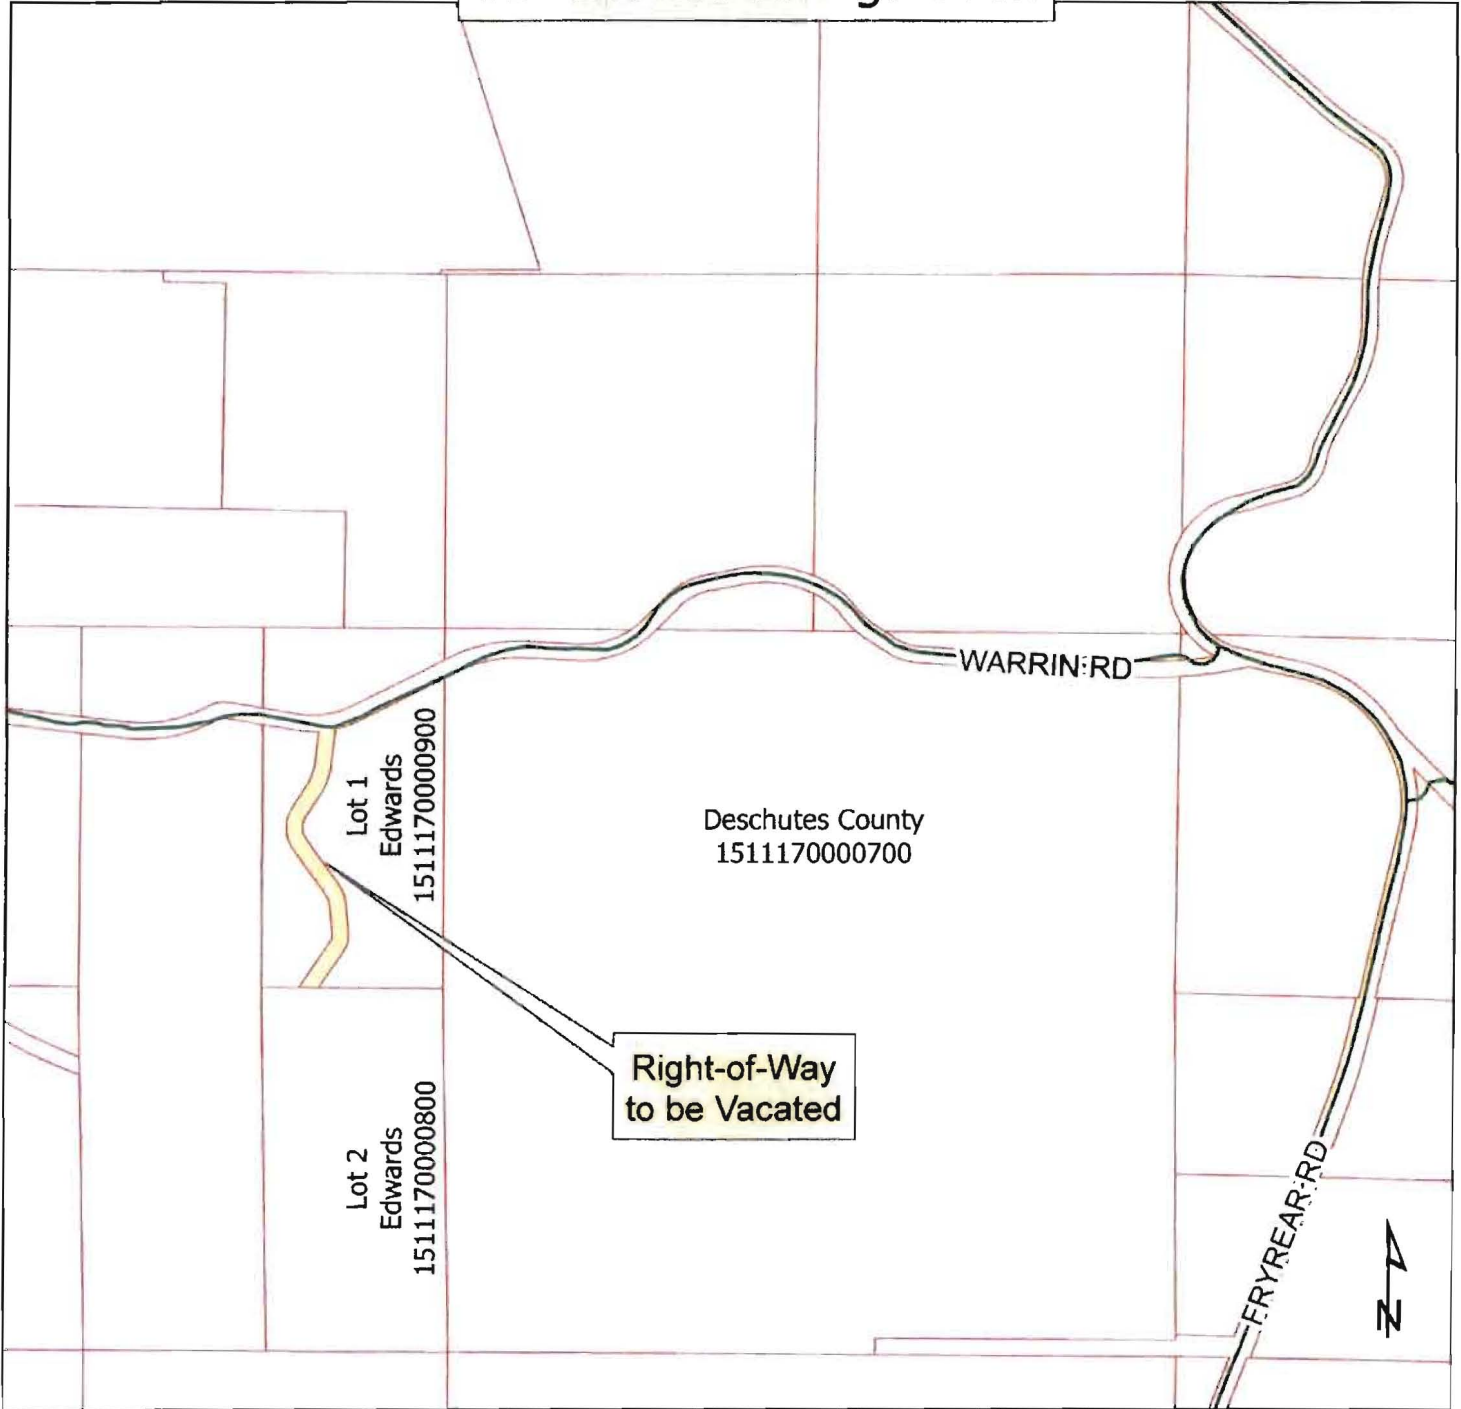 WARRIN RD
Lot 1
Edwards
1511170000900
Deschutes County
1511170000700
Right-of-Way
to be Vacated
Lot 2
Edwards
1511170000800
FRYREAR RD
N